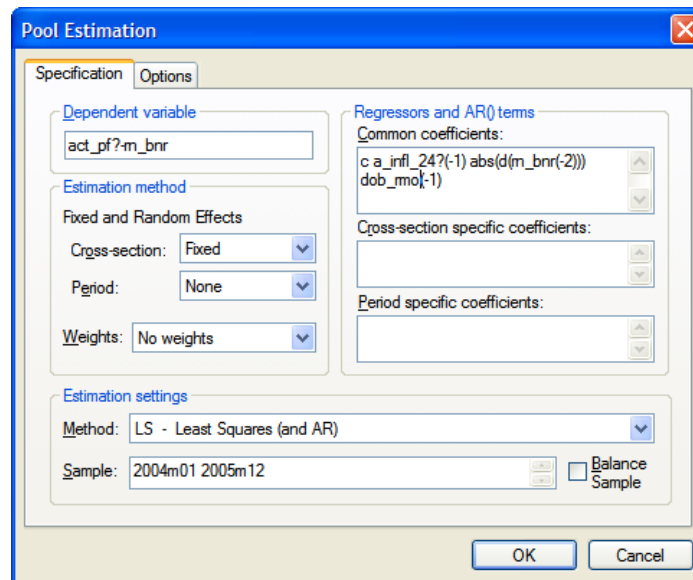 Pool Estimation
Specification
Options
Dependent variable
act_pf?-m_bnr
Estimation method
Fixed and Random Effects
Cross-section: Fixed
Period: None
Weights: No weights
Regressors and AR() terms
Common coefficients:
c a_infl_24?(-1) abs(d(m_bnr(-2)))
dob_rmo(-1)
Cross-section specific coefficients:
Period specific coefficients:
Estimation settings
Method: LS - Least Squares (and AR)
Sample: 2004m01 2005m12
Balance
Sample
OK
Cancel